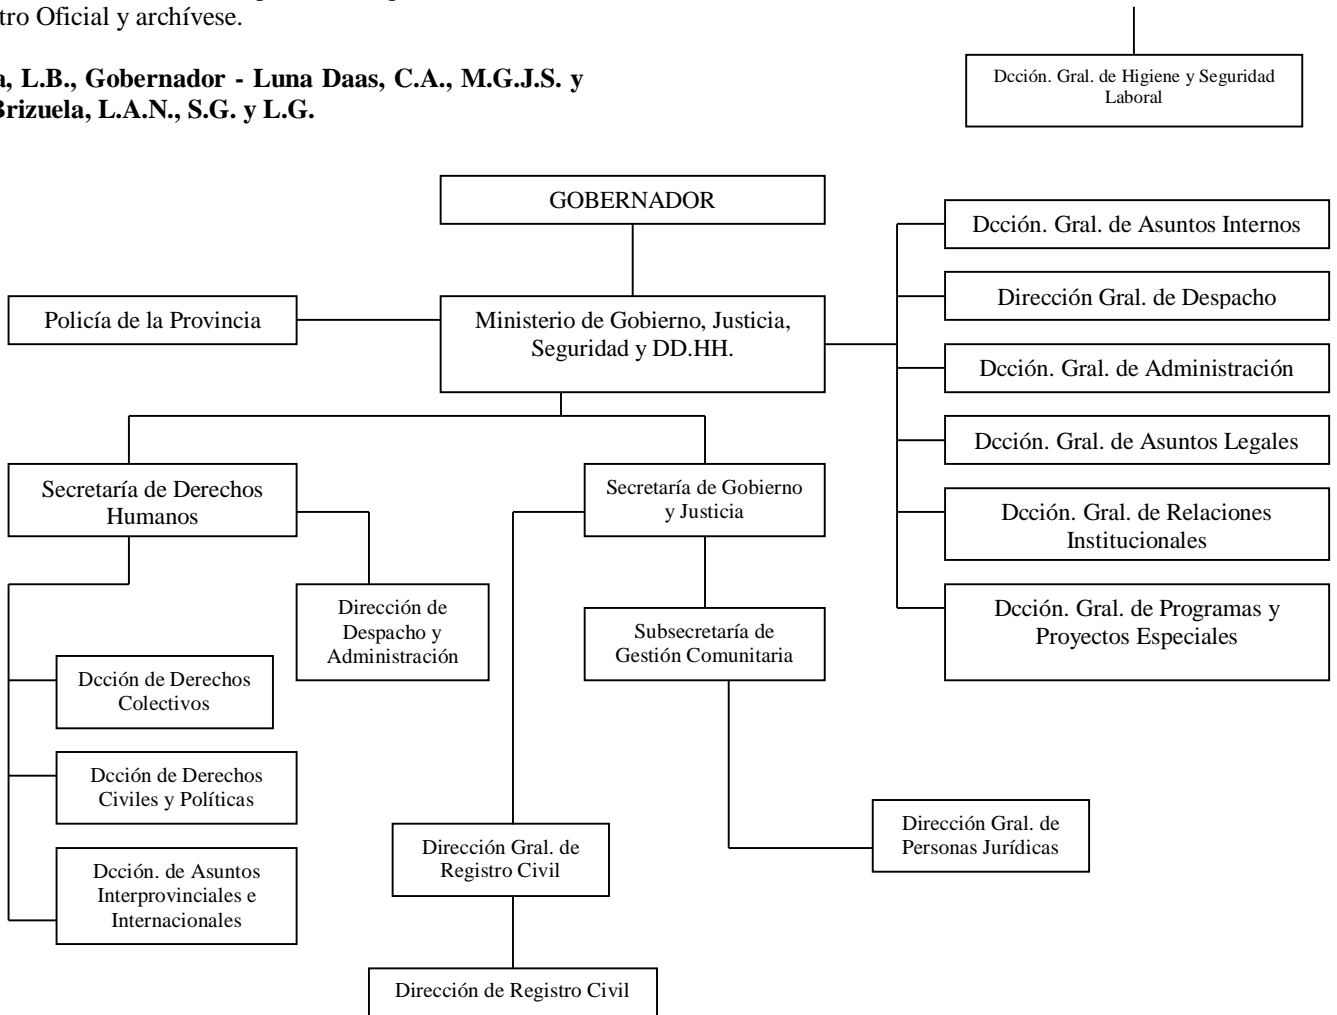 tro Oficial y archívese.
a, L.B., Gobernador - Luna Daas, C.A., M.G.J.S. y
Brizuela, L.A.N., S.G. y L.G.
Dcción. Gral. de Higiene y Seguridad
Laboral
GOBERNADOR
Dcción. Gral. de Asuntos Internos
Dirección Gral. de Despacho
Policía de la Provincia
Ministerio de Gobierno, Justicia,
Seguridad y DD.HH.
Dcción. Gral. de Administración
Dcción. Gral. de Asuntos Legales
Secretaría de Derechos
Humanos
Secretaría de Gobierno
y Justicia
Dcción. Gral. de Relaciones
Institucionales
Dirección de
Despacho y
Administración
Subsecretaría de
Gestión Comunitaria
Dcción. Gral. de Programas y
Proyectos Especiales
Dcción de Derechos
Colectivos
Dcción de Derechos
Civiles y Políticas
Dirección Gral. de
Registro Civil
Dirección Gral. de
Personas Jurídicas
Dcción. de Asuntos
Interprovinciales e
Internacionales
Dirección de Registro Civil